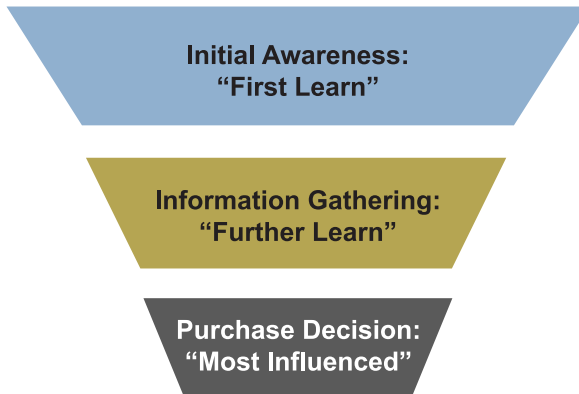 Initial Awareness:
“First Learn”
Information Gathering:
“Further Learn”
Purchase Decision:
“Most Influenced”